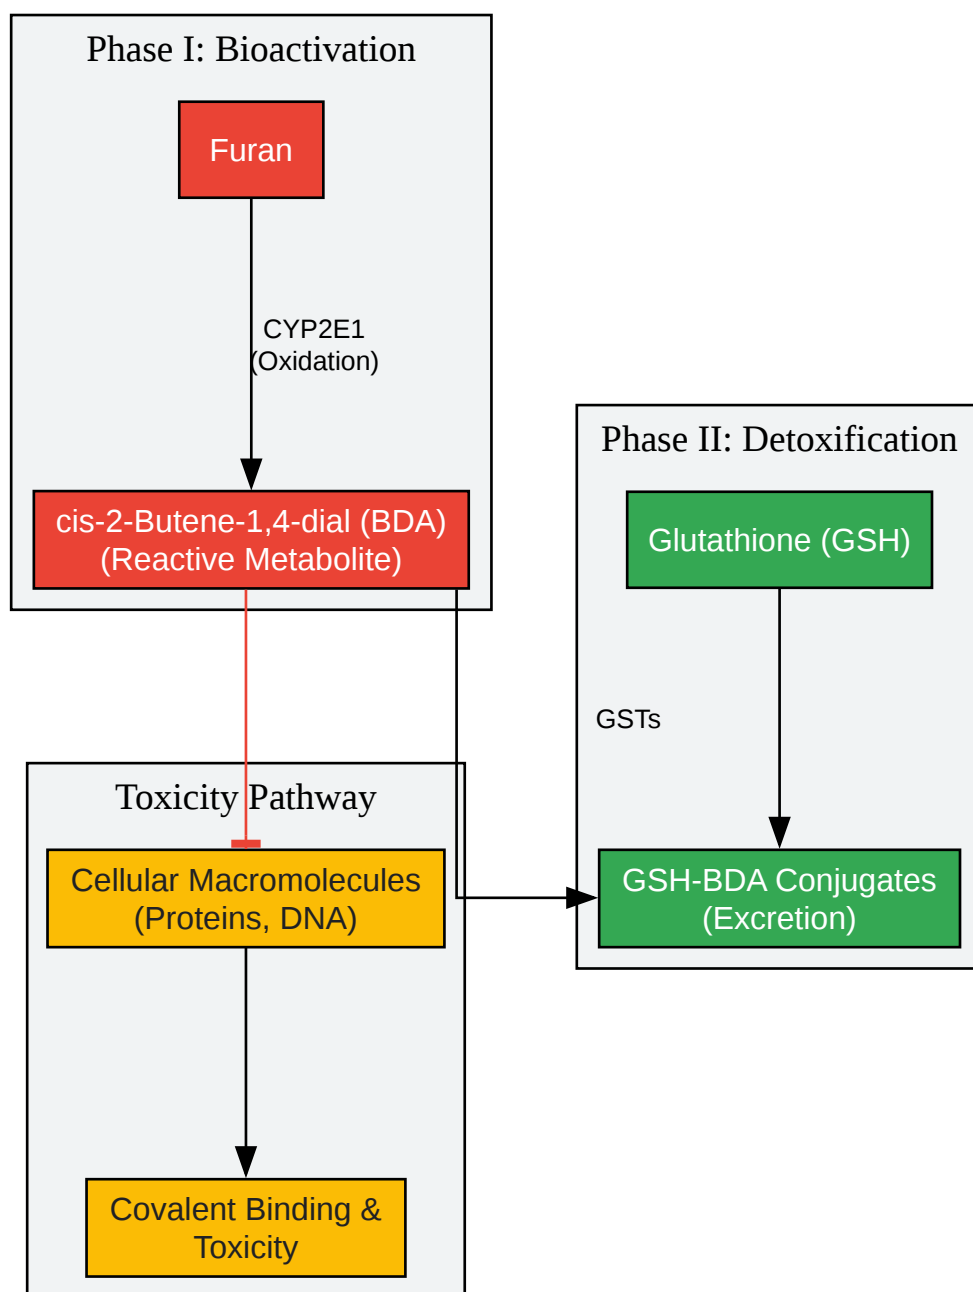 Phase I: Bioactivation
Furan
CYP2E1
(Oxidation)
cis-2-Butene-1,4-dial (BDA)
(Reactive Metabolite)
Phase II: Detoxification
Glutathione (GSH)
GSTs
GSH-BDA Conjugates
(Excretion)
Toxicity Pathway
Cellular Macromolecules
(Proteins, DNA)
Covalent Binding &
Toxicity